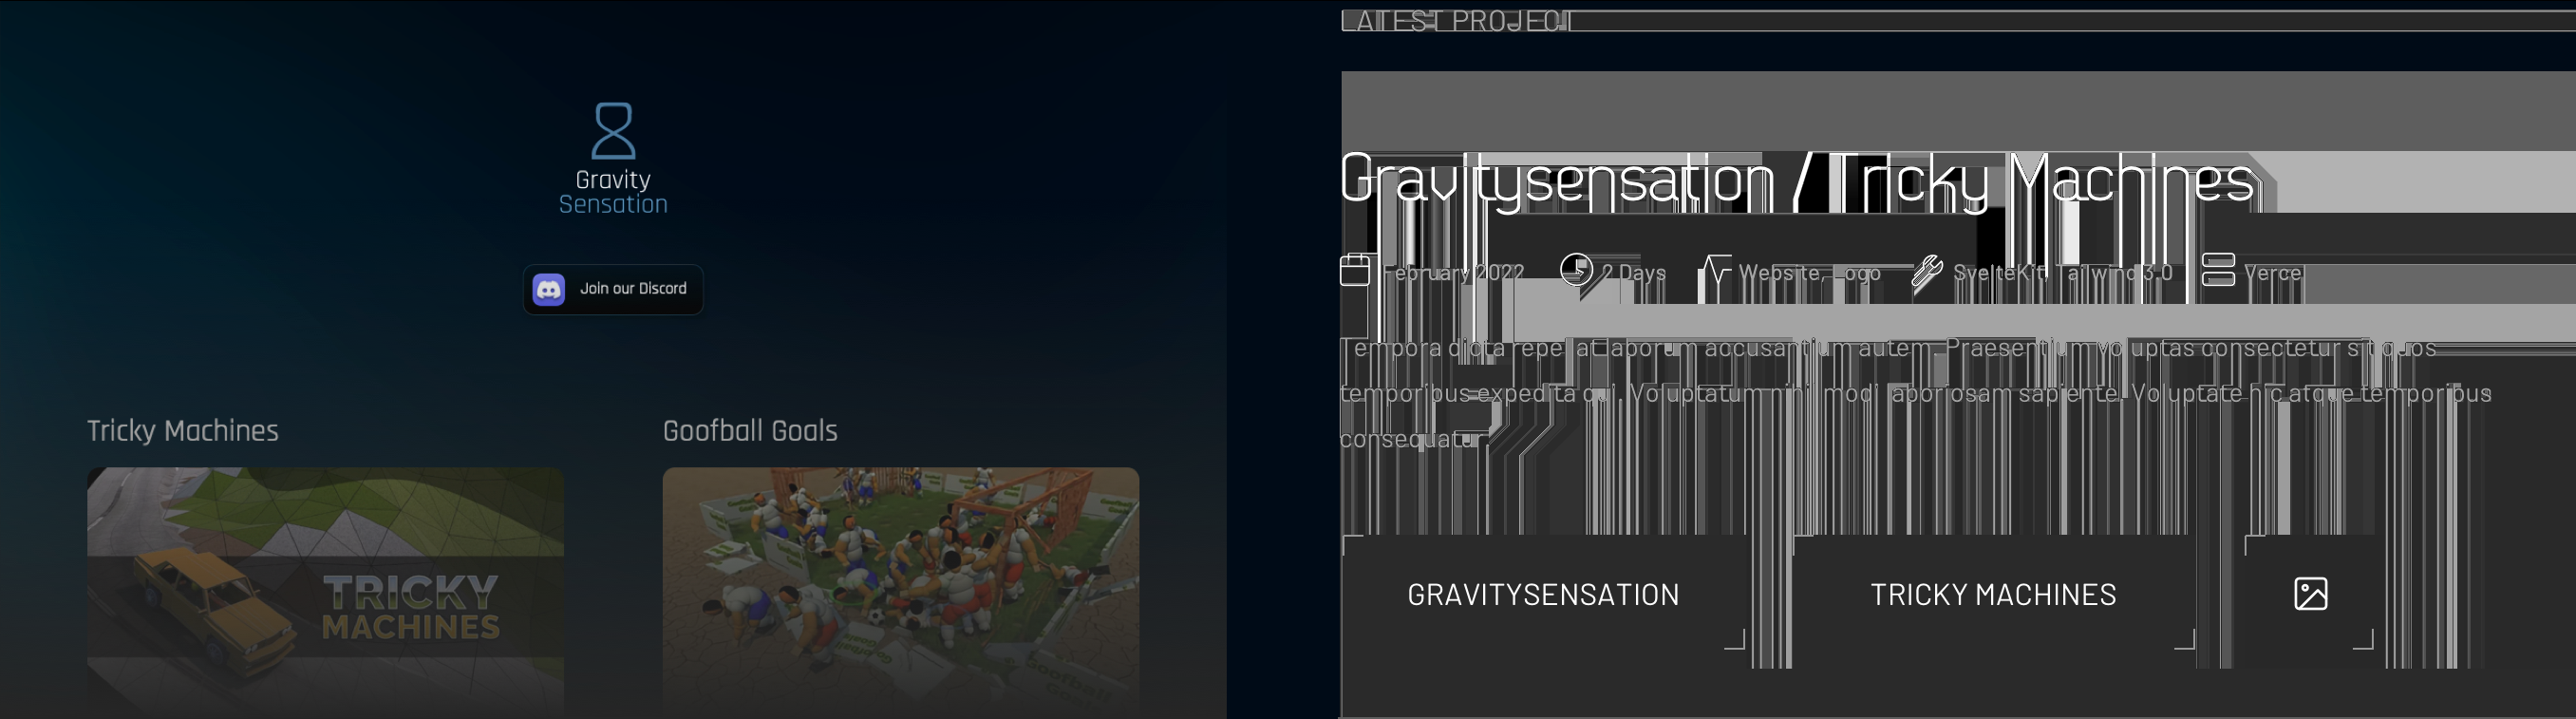 Gravity
Sensation
Join our Discord
Tricky Machines
Goofball Goals
TRICKY
MACHINES
LATEST PROJECT
Gravitysensation / Tricky Machines
February 2022
2 Days
Website, Logo
SvelteKit, Tailwind 3.0
Vercel
Tempora dicta repellat laborum accusantium autem. Praesentium voluptas consectetur sit quos
temporibus expedita qui. Voluptatum nihil modi laboriosam sapiente. Voluptate hic atque temporibus
consequatur
GRAVITYSENSATION
TRICKY MACHINES
Goofball
Goals